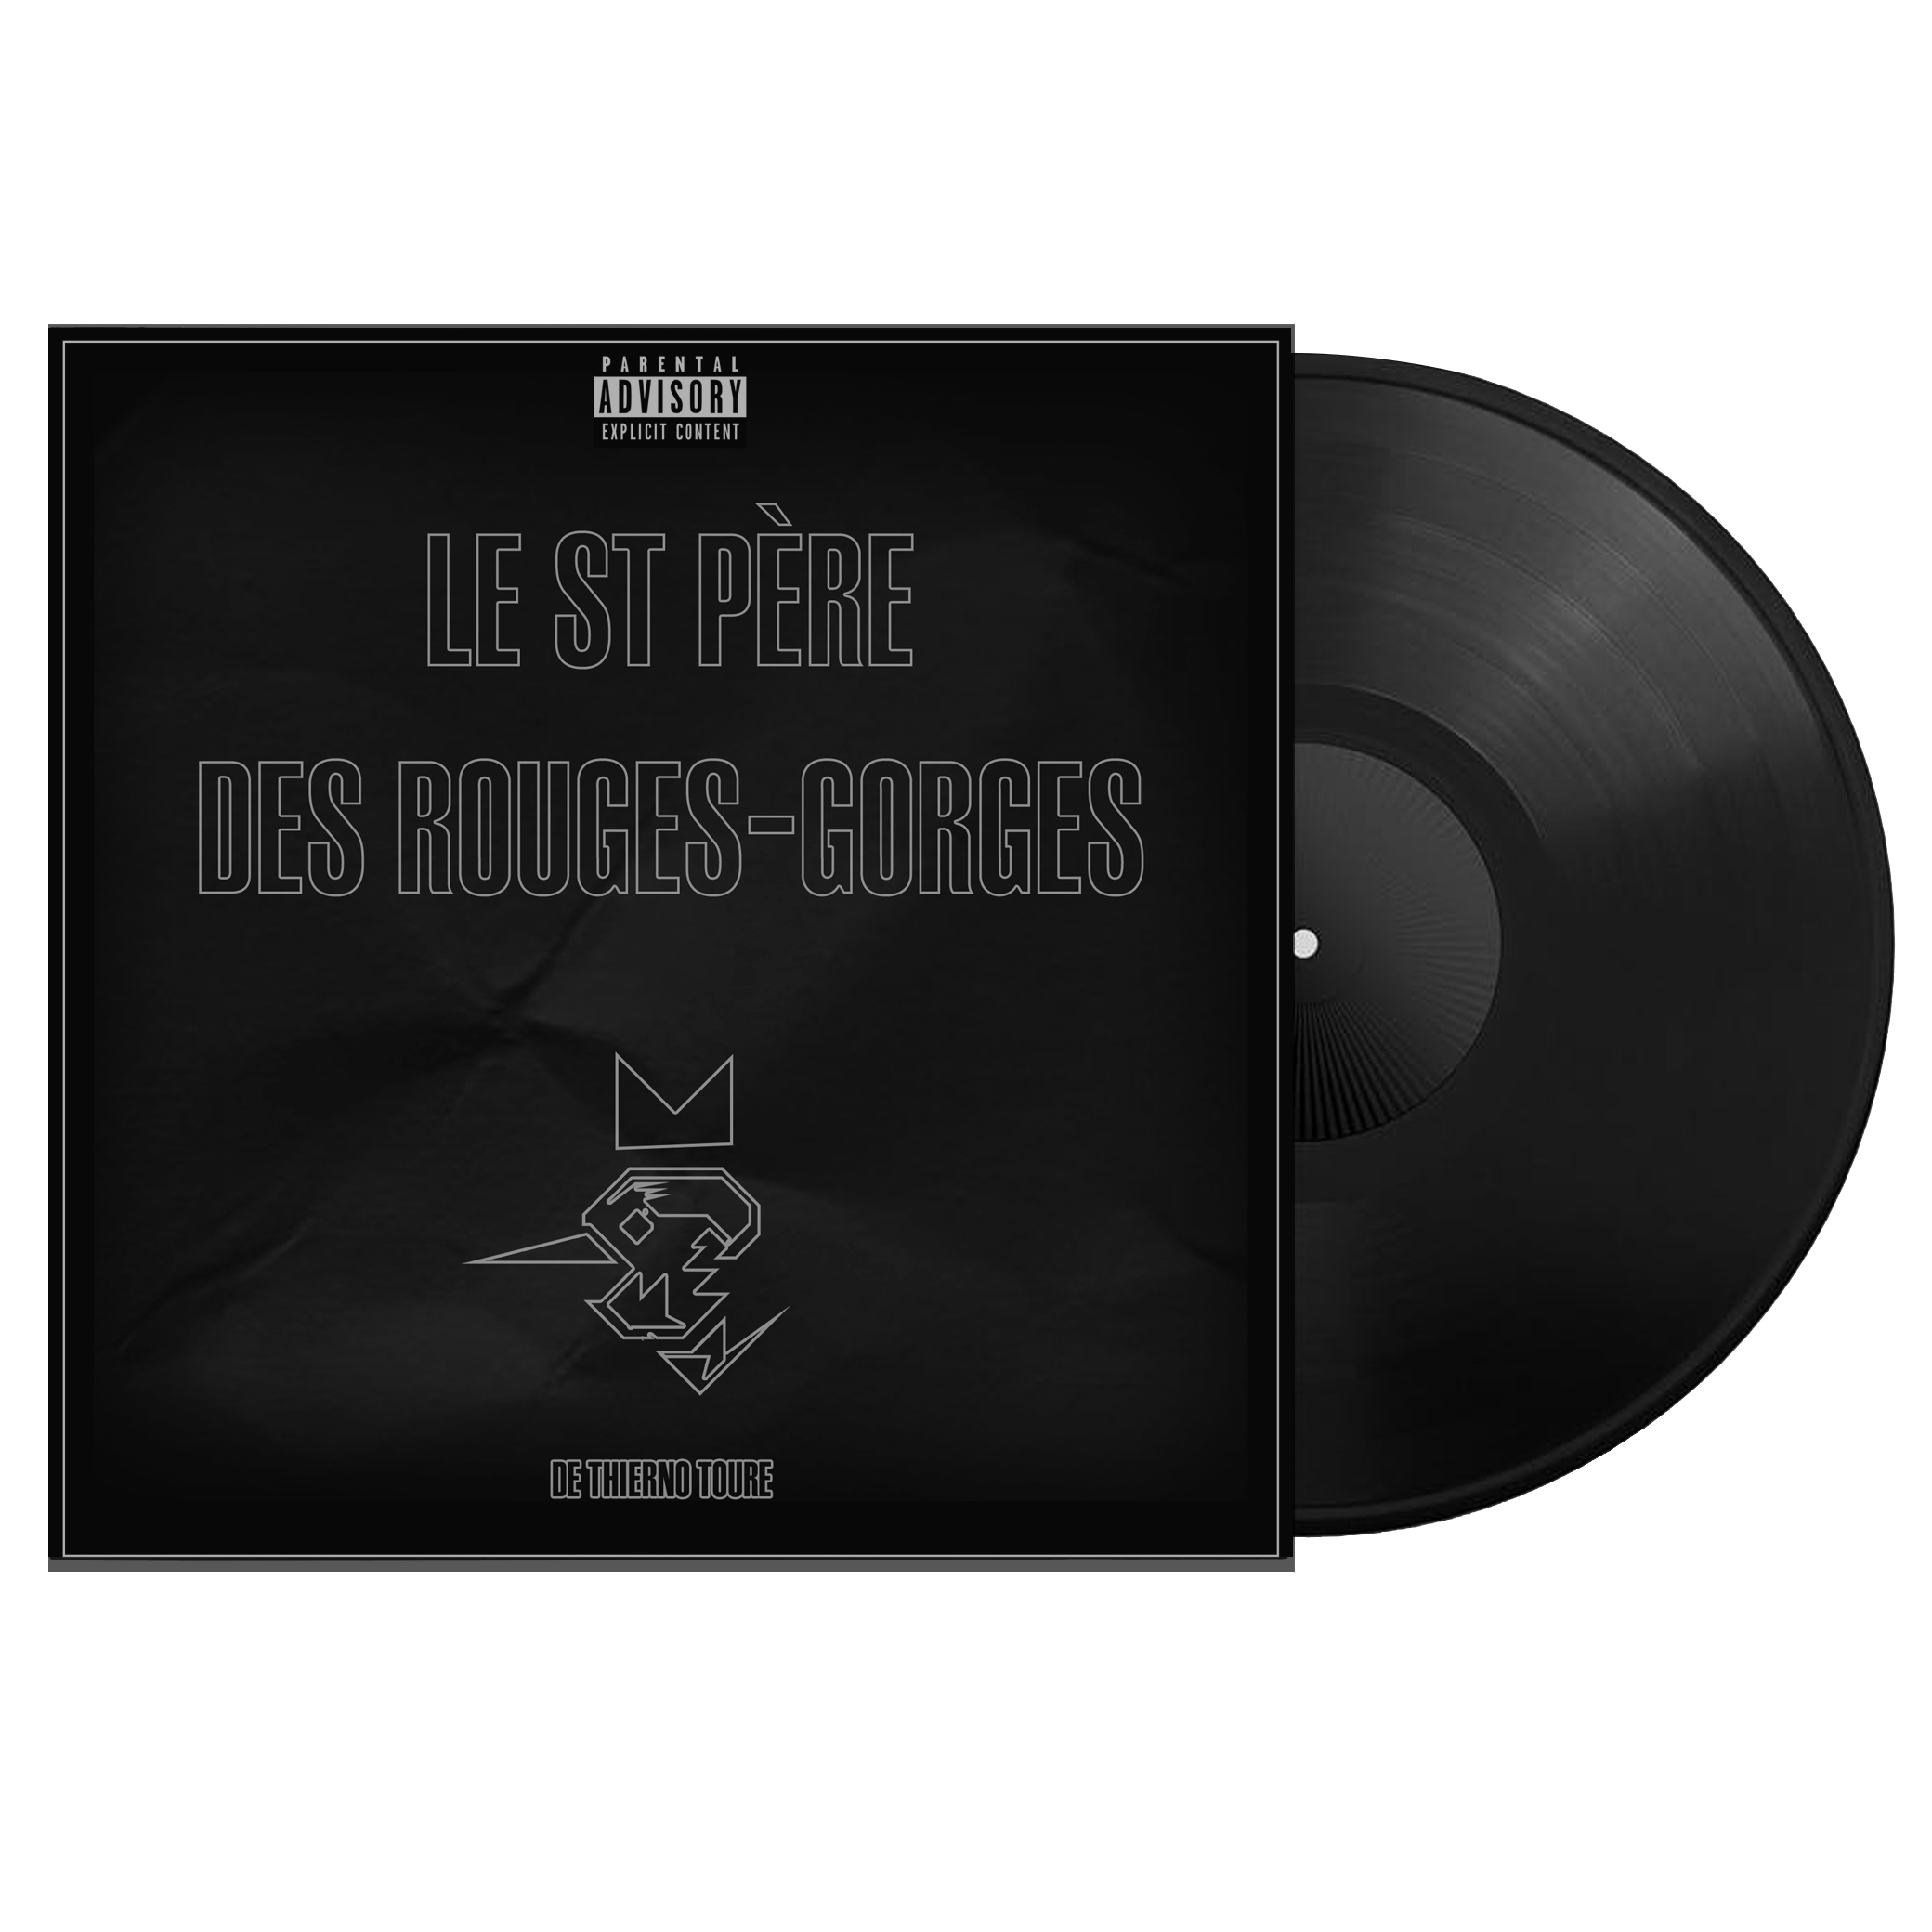 PARENTAL
ADVISORY
EXPLICIT CONTENT
LE ST PÈRE
DES ROUGES-GORGES
DE THIERNO TOURE